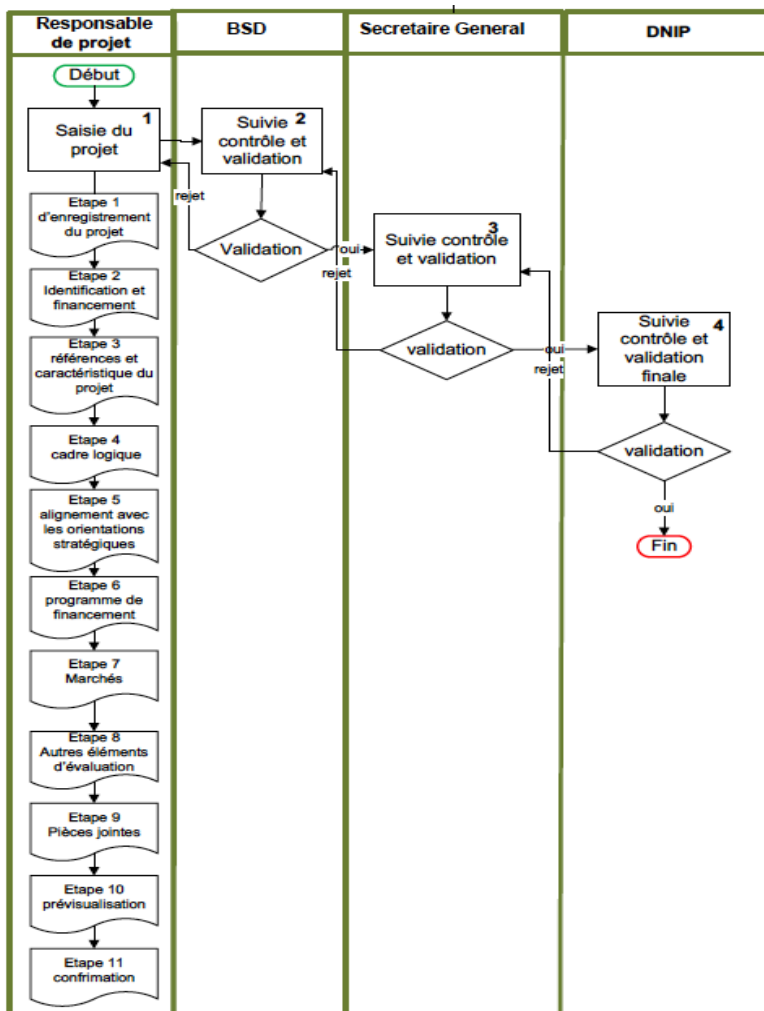 Responsable
de projet
BSD
Secretaire General
DNIP
Début
1
Saisie du
projet
Suivie 2
contrôle et
validation
rejet
Etape 1
d'enregistrement
du projet
Validation
oui
rejet
3
Suivie contrôle
et validation
Etape 2
Identification et
financement
Etape 3
références et
caractéristique du
projet
validation
oui
rejet
Suivie 4
contrôle et
validation
finale
Etape 4
cadre logique
validation
Etape 5
alignement avec
les orientations
stratégiques
oui
Fin
Etape 6
programme de
financement
Etape 7
Marchés
Etape 8
Autres éléments
d'évaluation
Etape 9
Pièces jointes
Etape 10
prévisualisation
Etape 11
confrimation